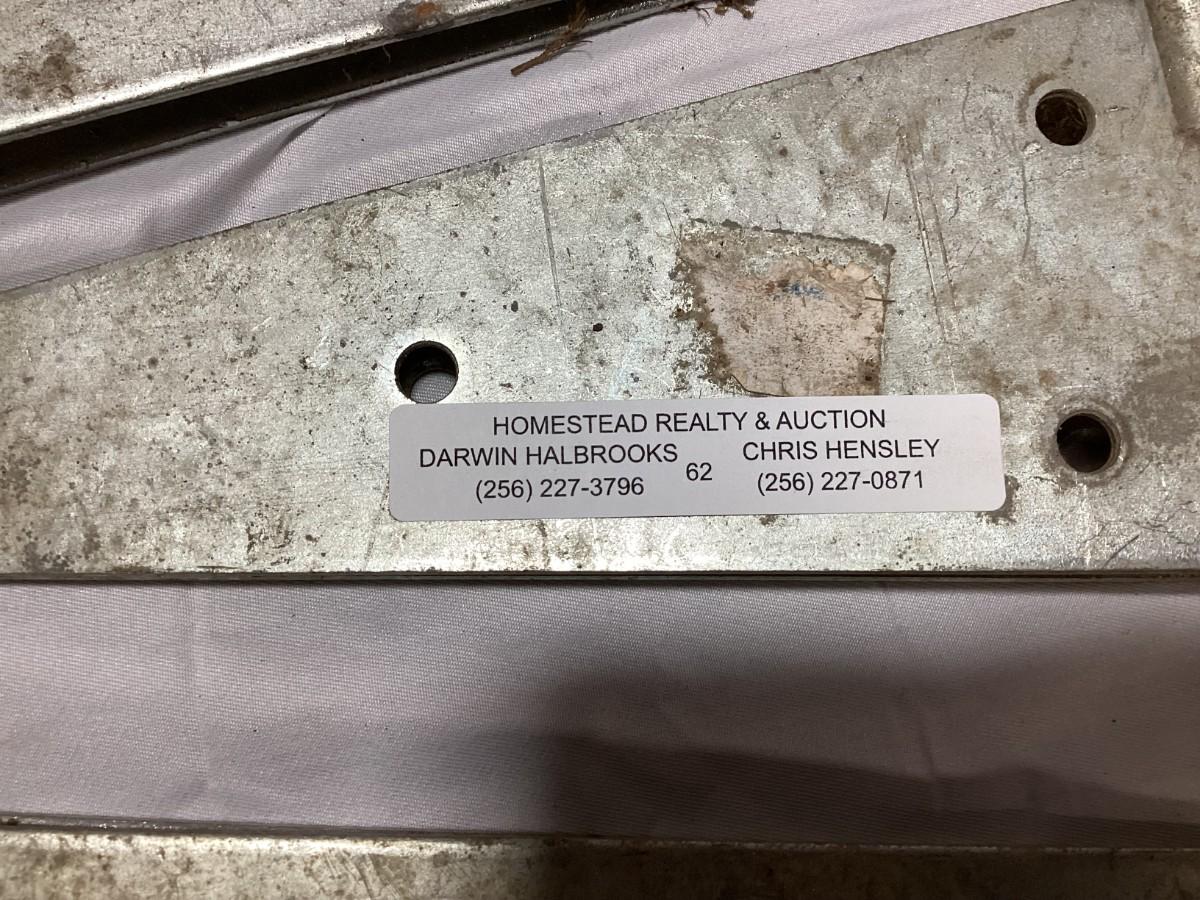 HOMESTEAD REALTY & AUCTION
DARWIN HALBROOKS 62 CHRIS HENSLEY
(256) 227-3796 (256) 227-0871